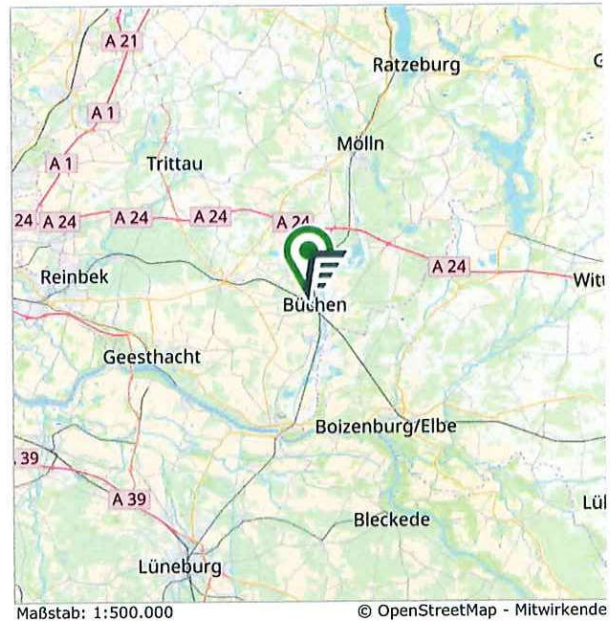 A 21
Ratzeburg
A 1
Mölln
A 1
Trittau
24
A 24
A 24
A 24
A 24
A 24
Reinbek
Büchen
Geesthacht
Boizenburg/Elbe
39
A 39
Bleckede
Lüneburg
Maßstab: 1:500.000
© OpenStreetMap - Mitwirkende